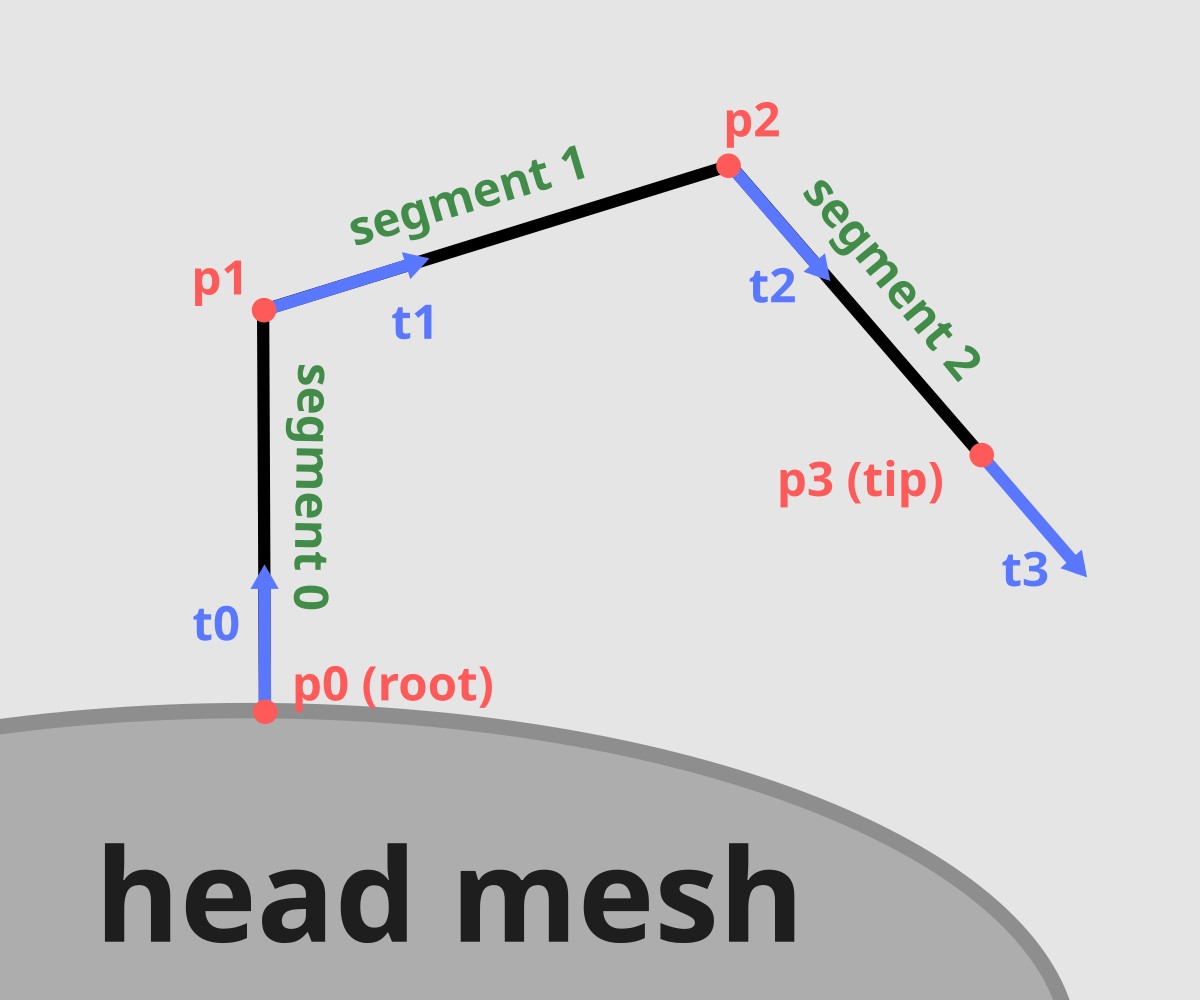 p2
segment 1
segment 2
p1
t2
t1
segment 0
p3 (tip)
t3
t0
p0 (root)
head mesh